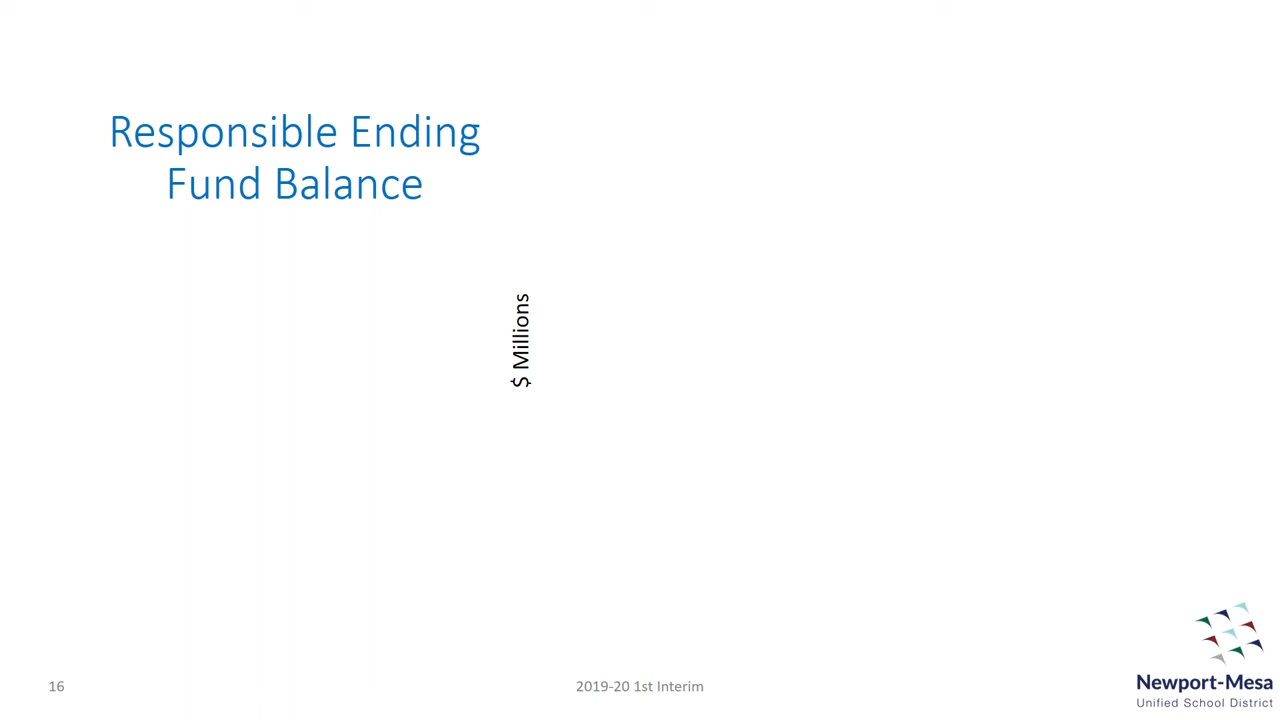 Responsible Ending
Fund Balance
$ Millions
16
2019-20 1st Interim
Newport-Mesa
Unified School District